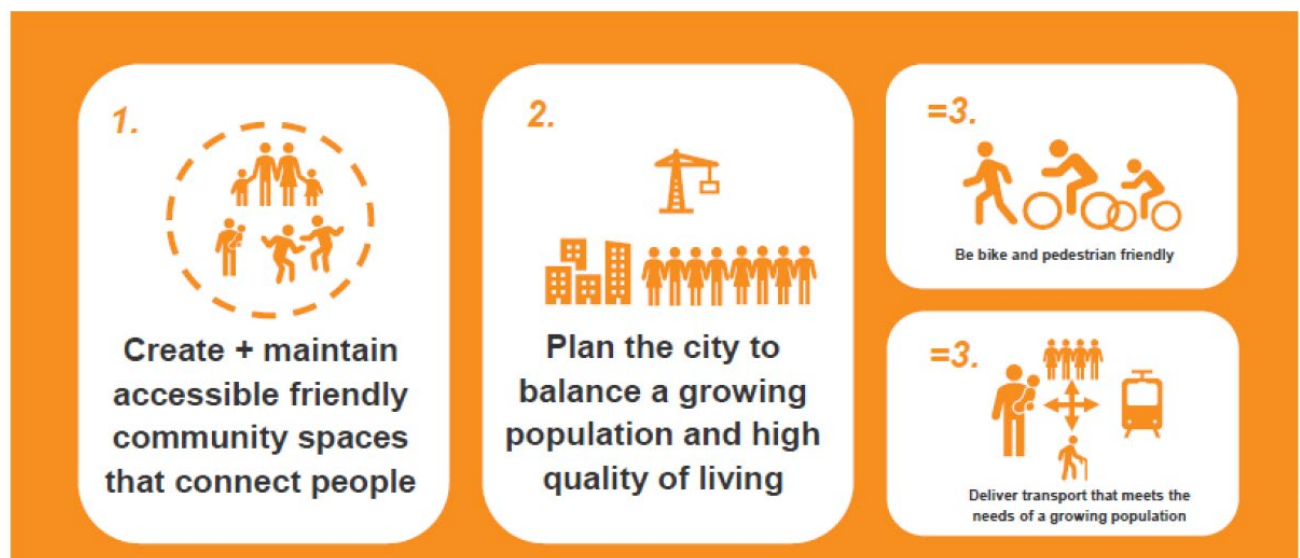 1.
Create + maintain
accessible friendly
community spaces
that connect people
2.
Plan the city to
balance a growing
population and high
quality of living
=3.
Be bike and pedestrian friendly
=3.
Deliver transport that meets the
needs of a growing population